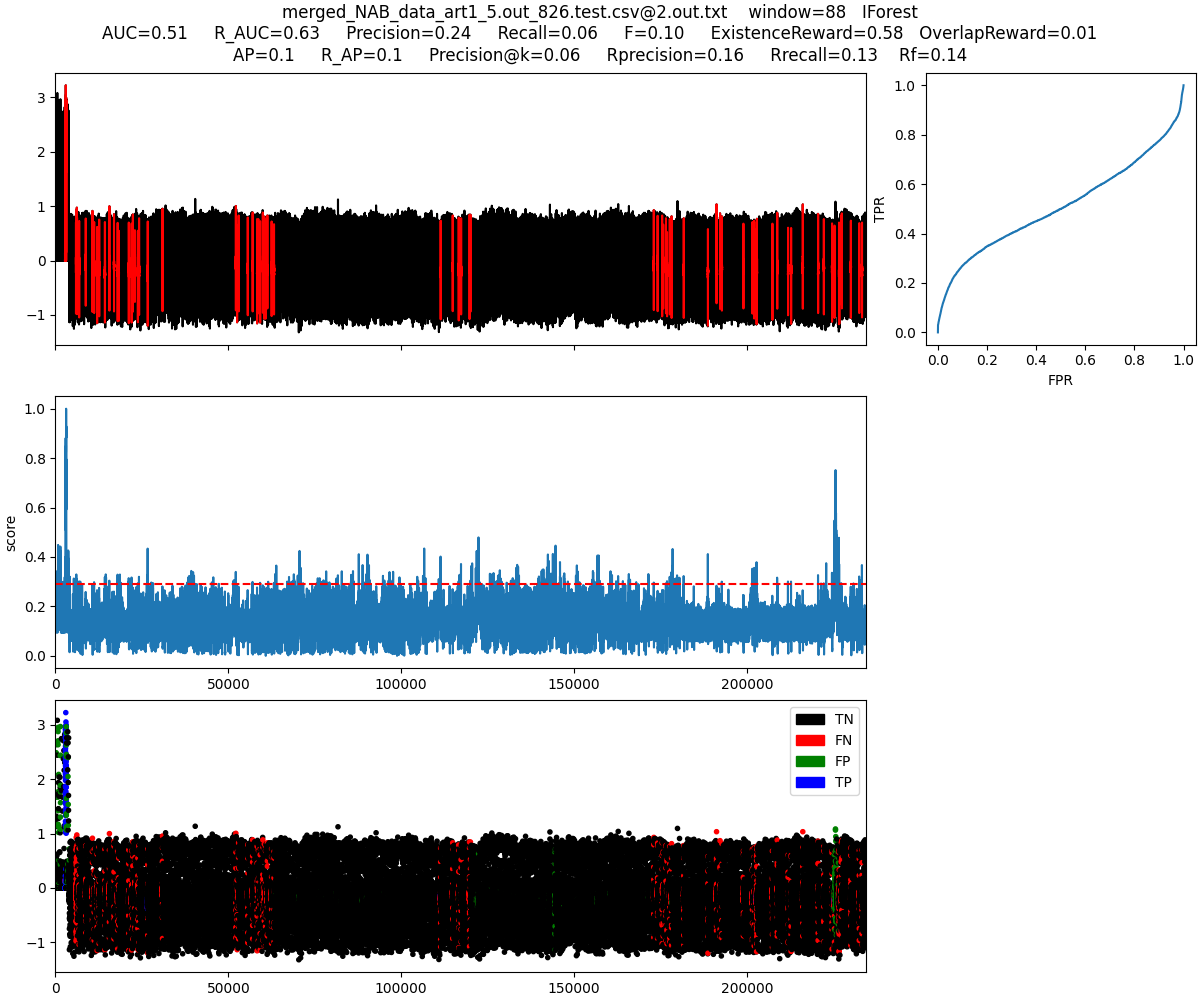 merged_NAB_data_art1_5.out_826.test.csv@2.out.txt window=88 IForest
AUC=0.51 R_AUC=0.63 Precision=0.24 Recall=0.06 F=0.10 ExistenceReward=0.58 OverlapReward=0.01
AP=0.1 R_AP=0.1 Precision@k=0.06 Rprecision=0.16 Rrecall=0.13 Rf=0.14
3
2
1
0
−1
1.0
0.8
0.6
0.4
0.2
0.0
TPR
0.0 0.2 0.4 0.6 0.8 1.0
FPR
1.0
0.8
0.6
0.4
0.2
0.0
score
0 50000 100000 150000 200000
3
2
1
0
−1
TN
FN
FP
TP
0 50000 100000 150000 200000